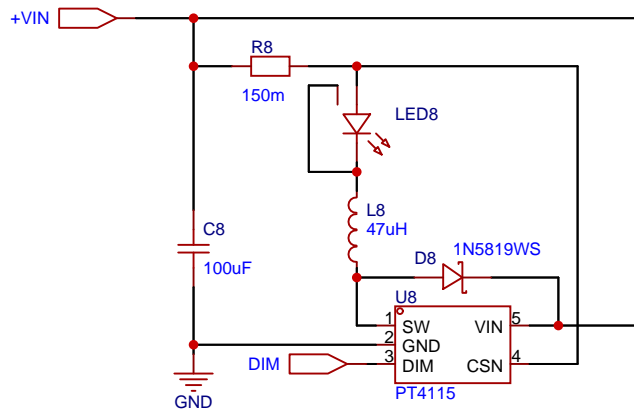 +VIN
R8
150m
LED8
C8
100uF
L8
47uH
D8
1N5819WS
U8
1 SW VIN 5
2 GND
3 DIM CSN 4
DIM
PT4115
GND